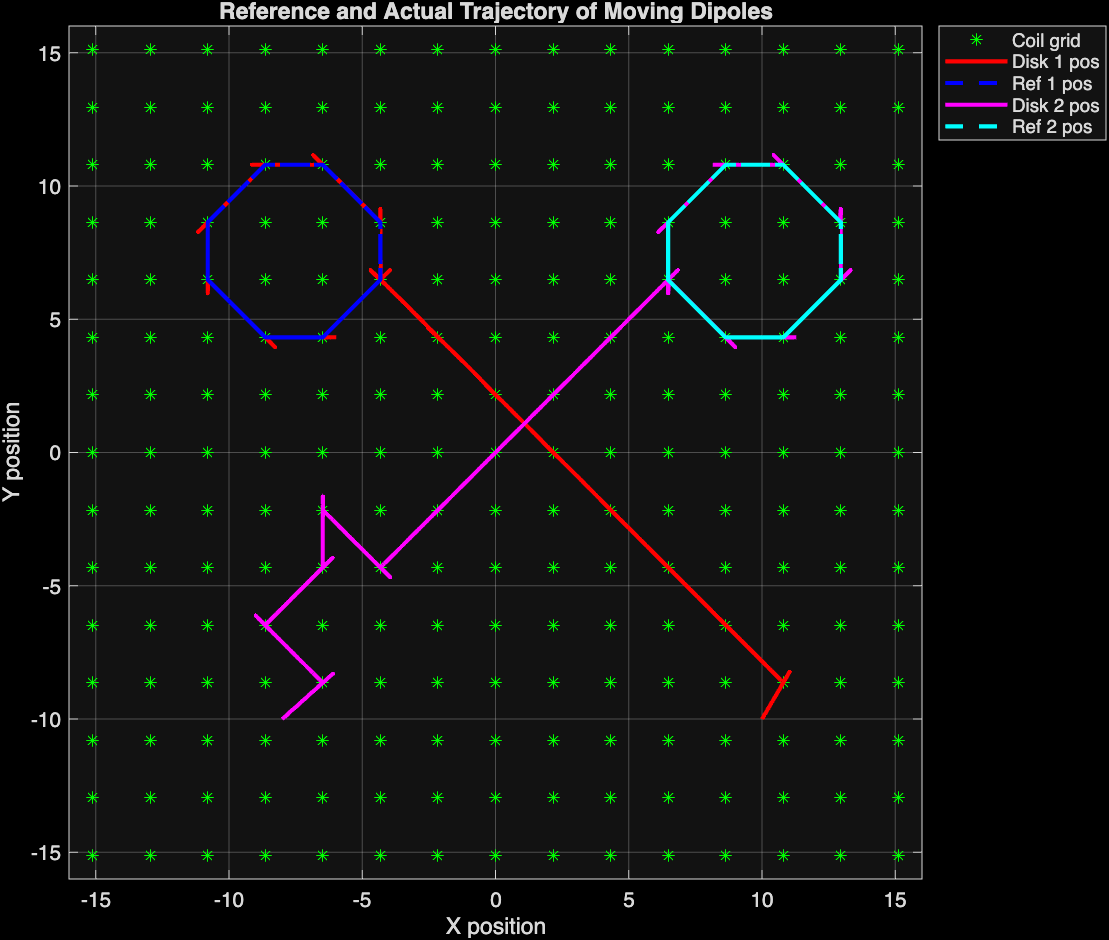 Reference and Actual Trajectory of Moving Dipoles
Coil grid
Disk 1 pos
Ref 1 pos
Disk 2 pos
Ref 2 pos
Y position
15
10
5
0
-5
-10
-15
-15 -10 -5 0 5 10 15
X position